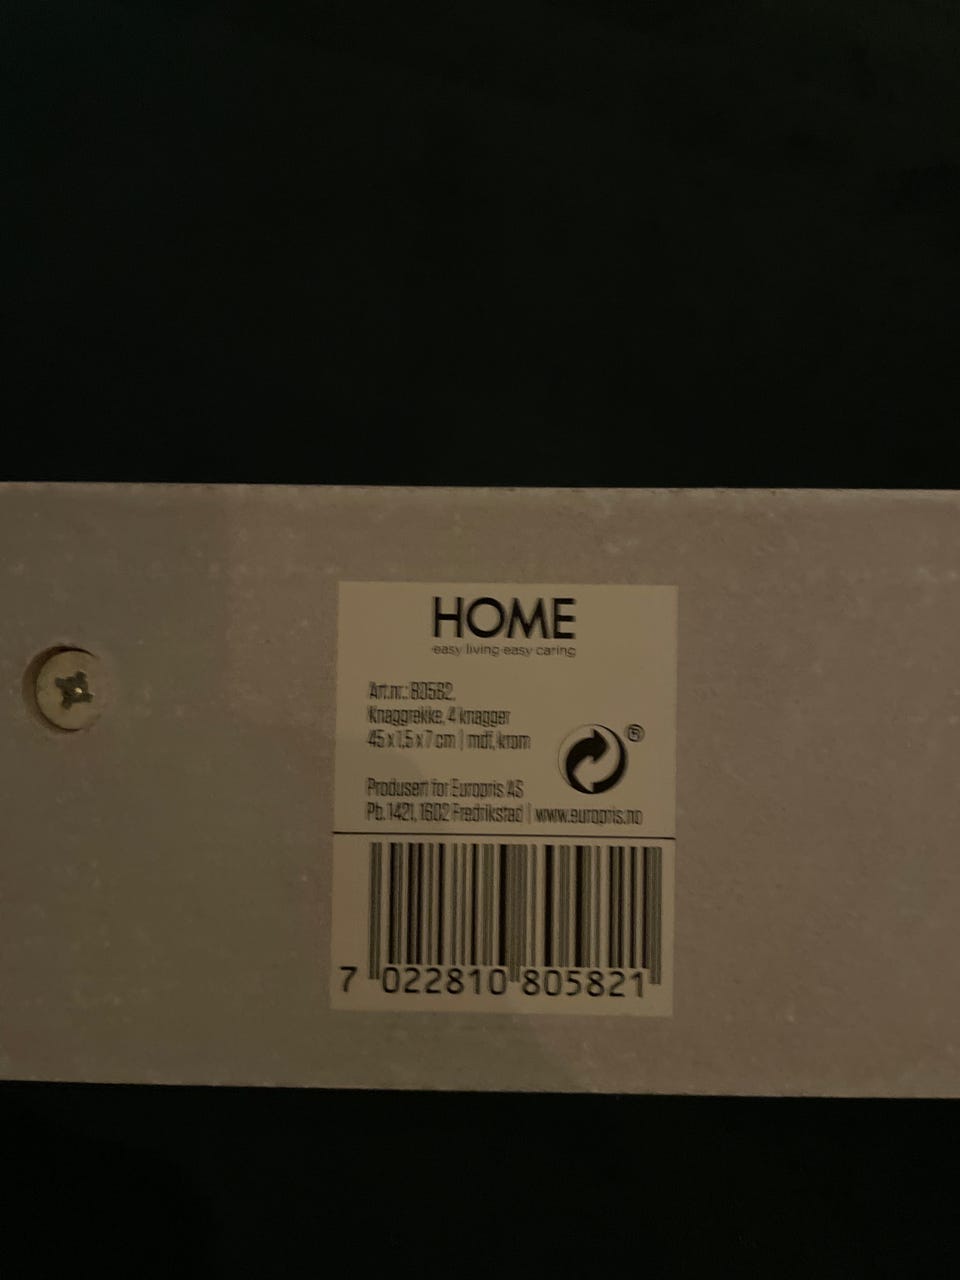 HOME
easy living easy caring
Art.nr.: 80582.
Knaggrekke, 4 knagger
45 x 1,5 x 7 cm | mdf, krom
®
Produsert for Europris AS
Pb. 1421, 1602 Fredrikstad | www.europris.no
7 022810 805821